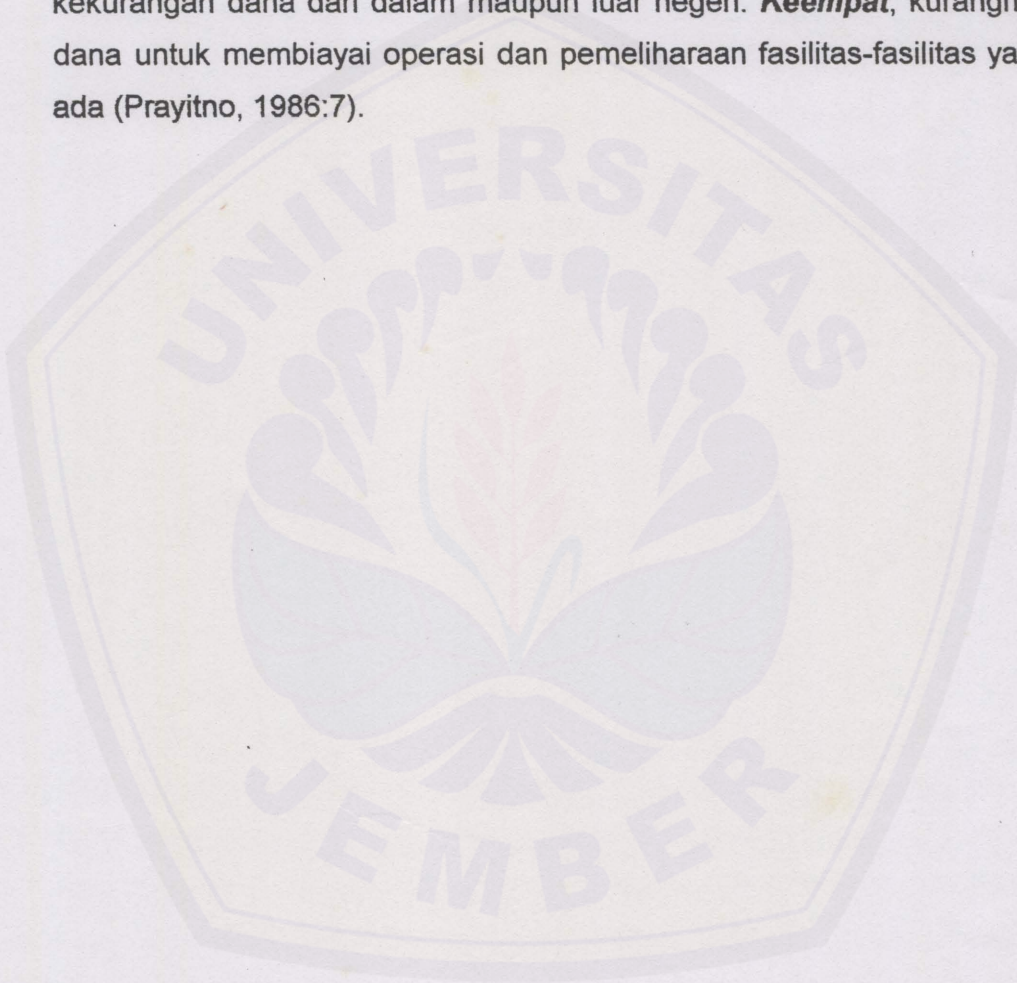 kekurangan dana dari dalam maupun luar negeri. Keempat, kurangn
dana untuk membiayai operasi dan pemeliharaan fasilitas-fasilitas ya
ada (Prayitno, 1986:7).
UNIVERSITAS
JEMBER